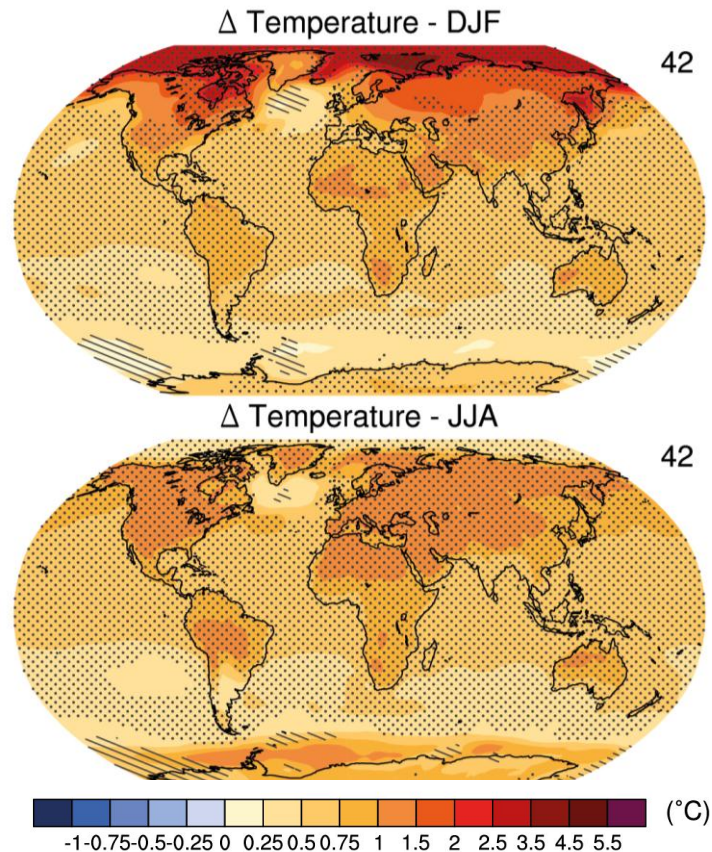 Δ Temperature - DJF
42
Δ Temperature - JJA
42
-1 -0.75 -0.5 -0.25 0 0.25 0.5 0.75 1 1.5 2 2.5 3.5 4.5 5.5 (°C)